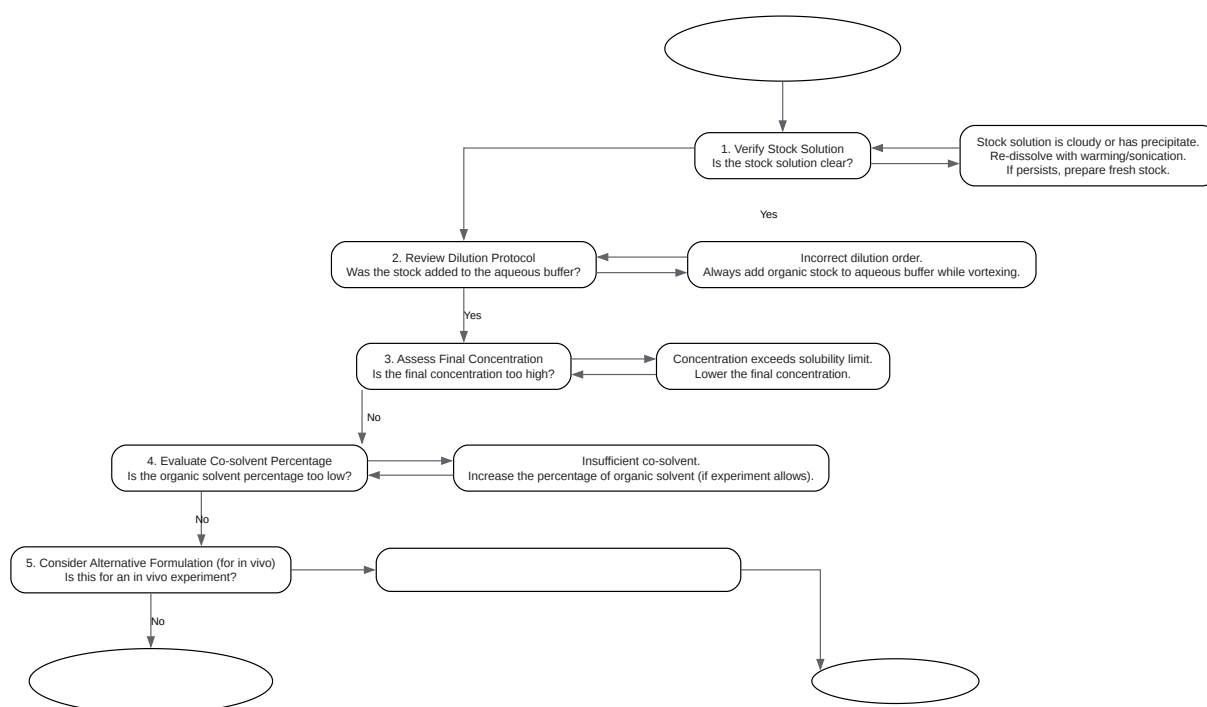 1. Verify Stock Solution
Is the stock solution clear?
Stock solution is cloudy or has precipitate.
Re-dissolve with warming/sonication.
If persists, prepare fresh stock.
Yes
2. Review Dilution Protocol
Was the stock added to the aqueous buffer?
Incorrect dilution order.
Always add organic stock to aqueous buffer while vortexing.
Yes
3. Assess Final Concentration
Is the final concentration too high?
Concentration exceeds solubility limit.
Lower the final concentration.
No
4. Evaluate Co-solvent Percentage
Is the organic solvent percentage too low?
Insufficient co-solvent.
Increase the percentage of organic solvent (if experiment allows).
No
5. Consider Alternative Formulation (for in vivo)
Is this for an in vivo experiment?
No